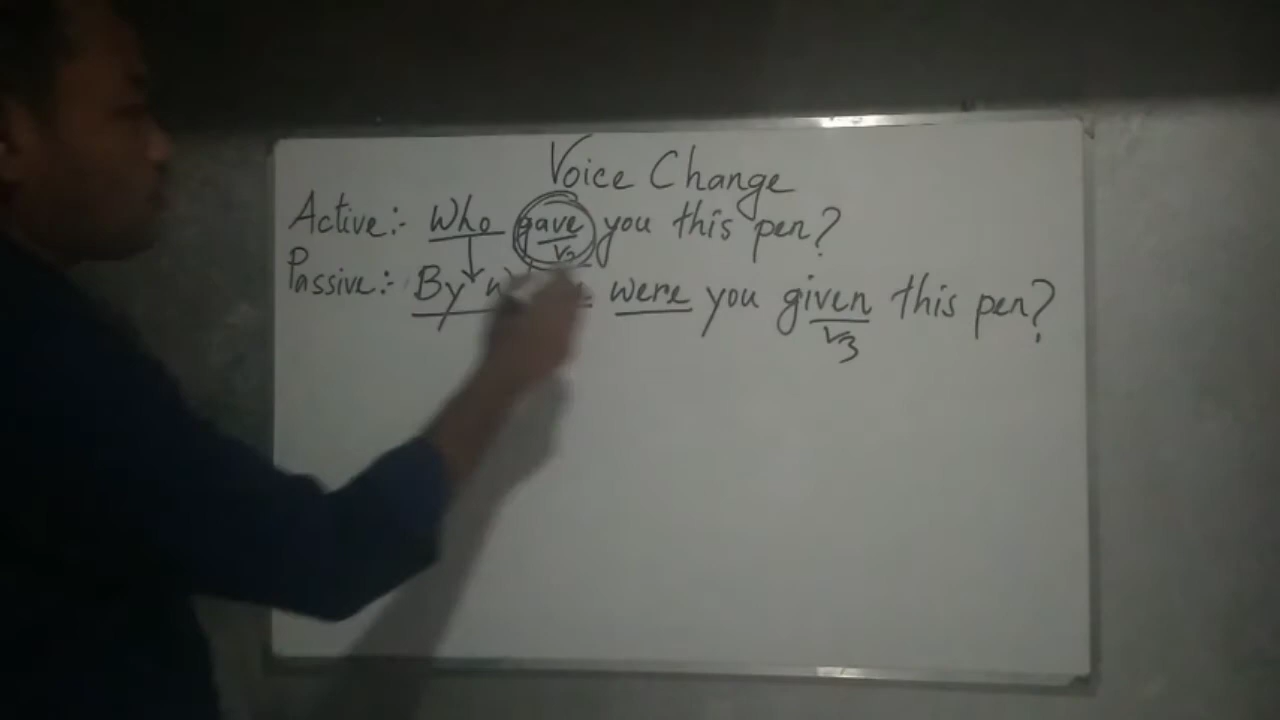 Voice Change
Active:- Who gave you this pen?
V2
Passive:- By were you given this pen?
V3